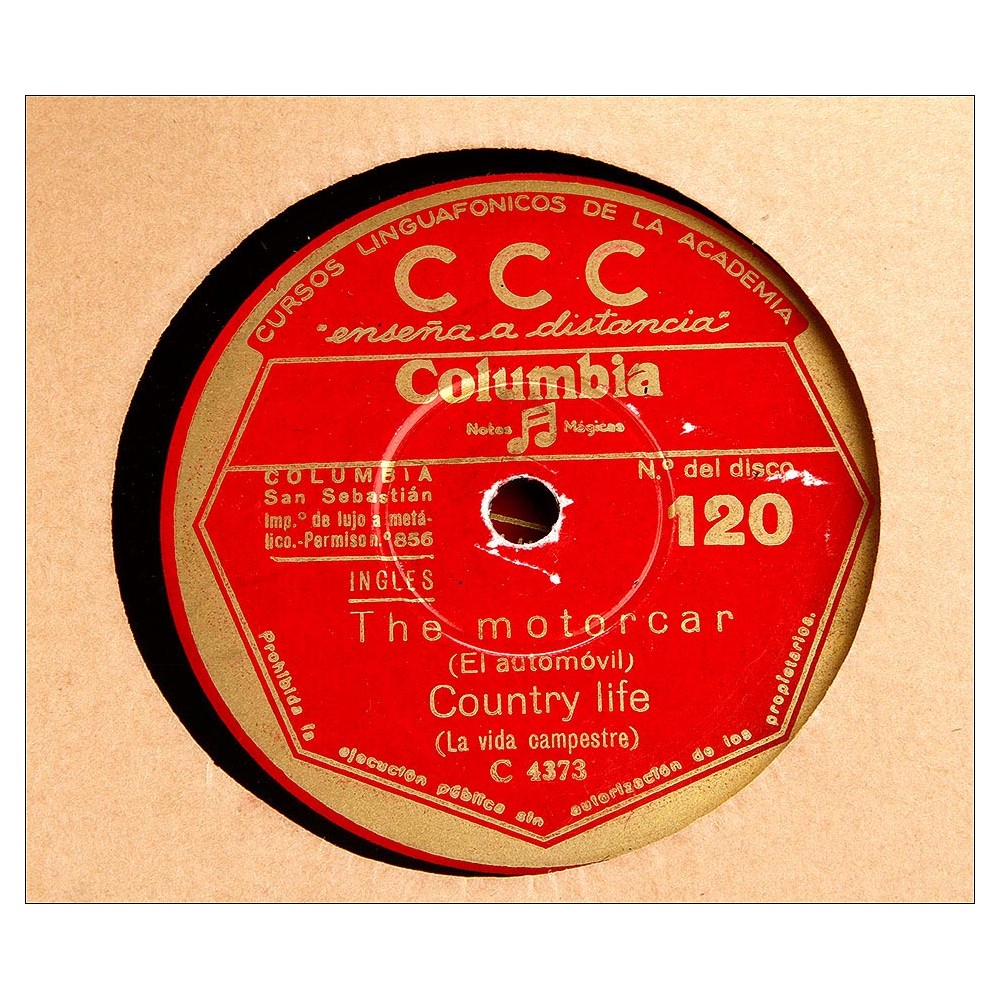 CURSOS LINGUAFONICOS DE LA ACADEMIA
CCC
"enseña a distancia"
Columbia
Notas Mágicas
COLUMBIA
San Sebastián
Imp.º de lujo a metá-
lico.-Permiso n.º 856
N.º del disco
120
INGLES
The motorcar
(El automóvil)
Country life
(La vida campestre)
C 4373
Prohibida la ejecución pública sin autorización de los propietarios.